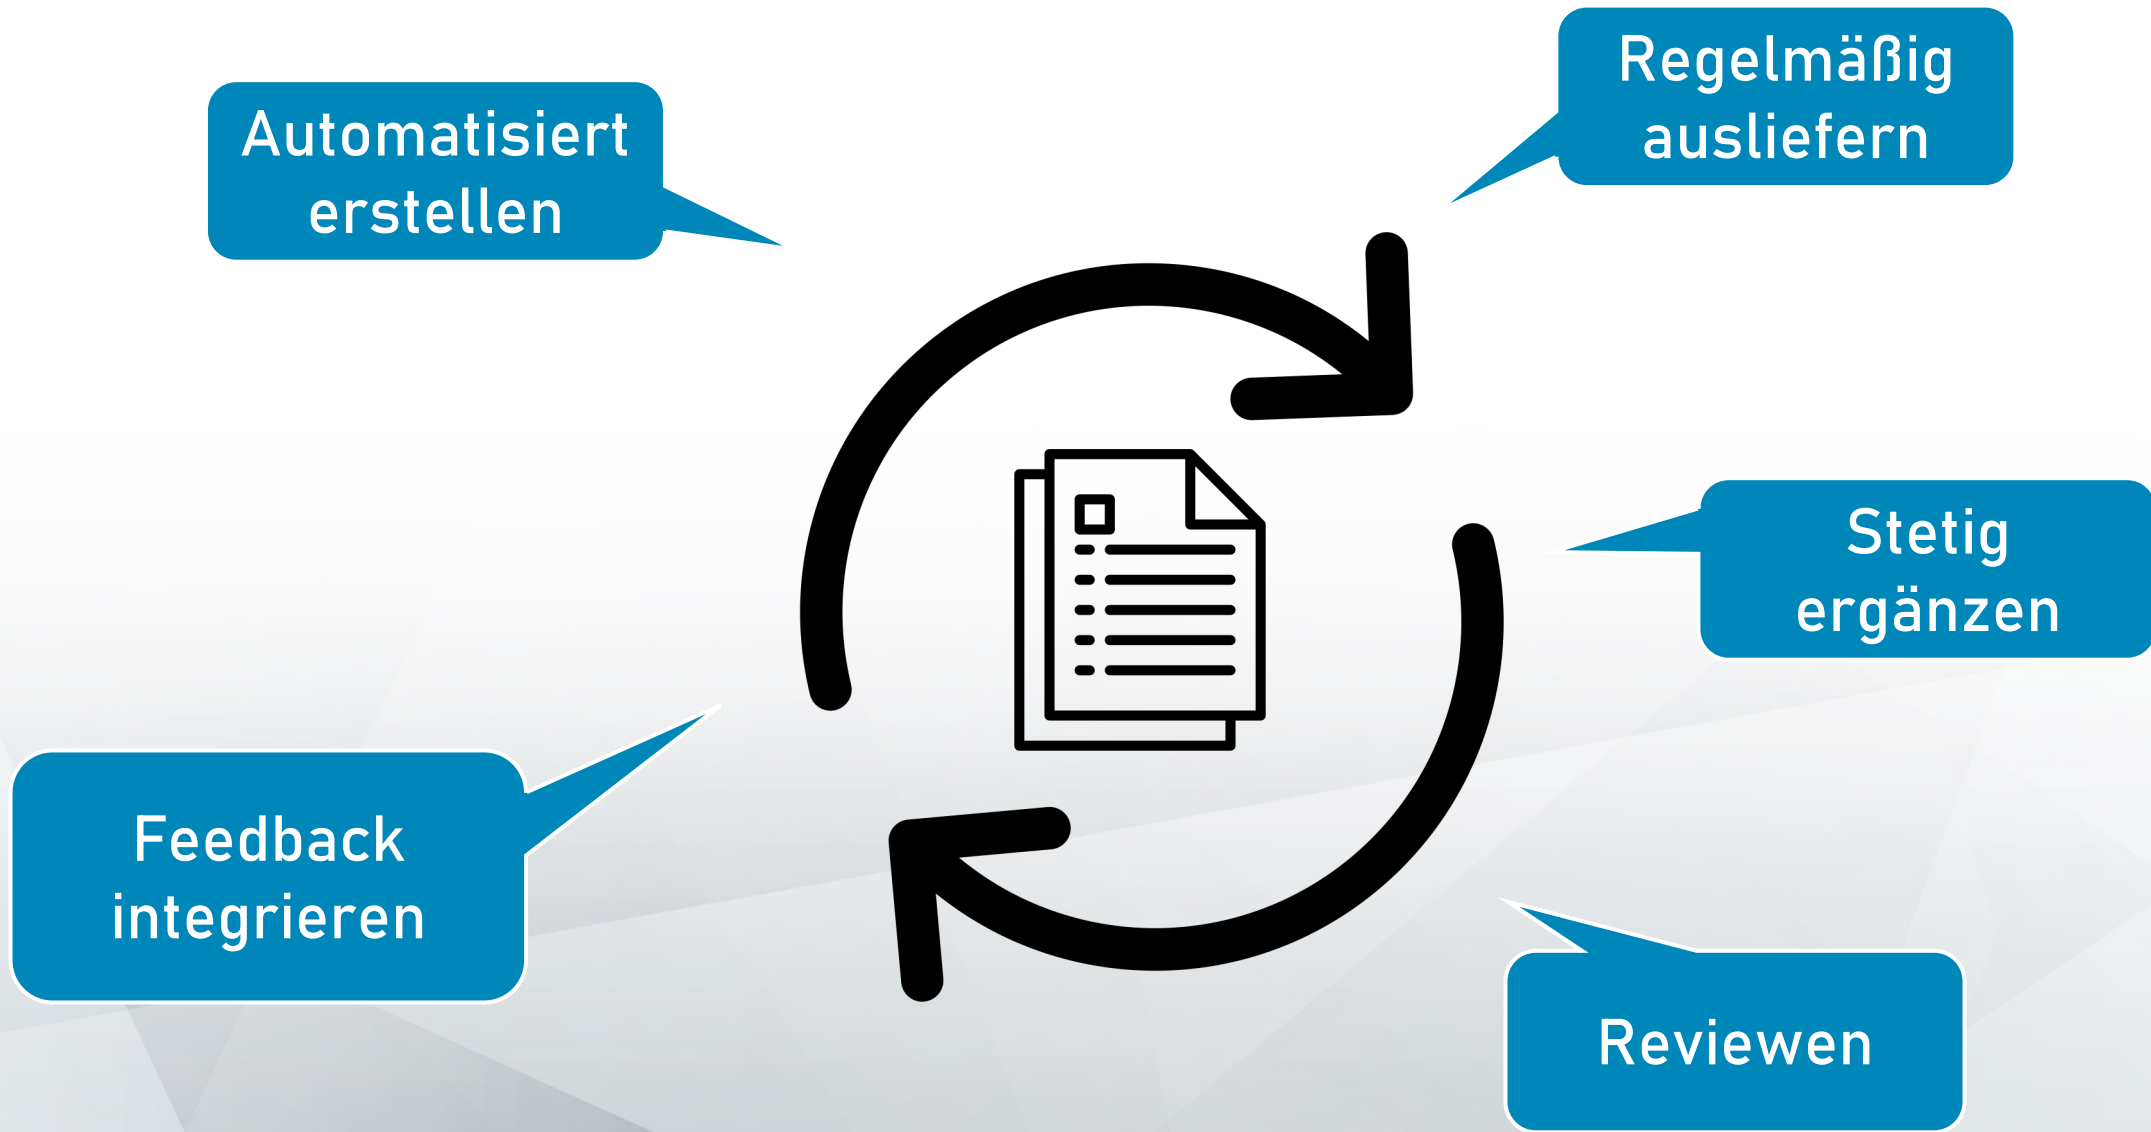 Automatisiert
erstellen
Regelmäßig
ausliefern
Stetig
ergänzen
Feedback
integrieren
Reviewen